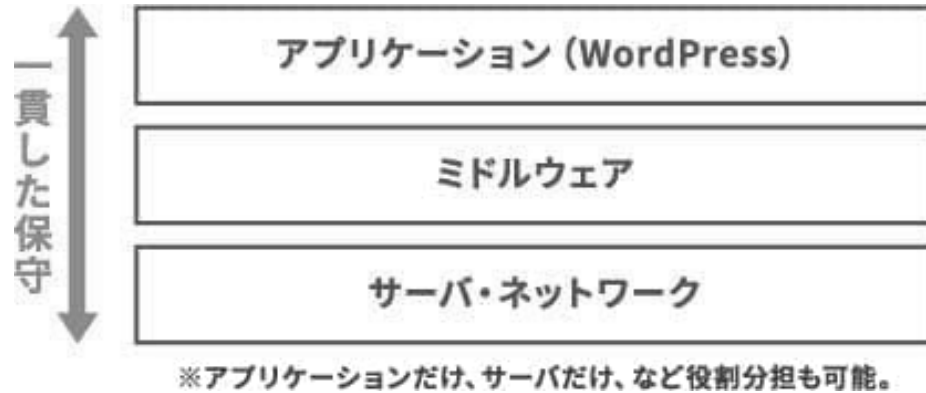 一貫した保守
アプリケーション（WordPress）
ミドルウェア
サーバ・ネットワーク
※アプリケーションだけ、サーバだけ、など役割分担も可能。